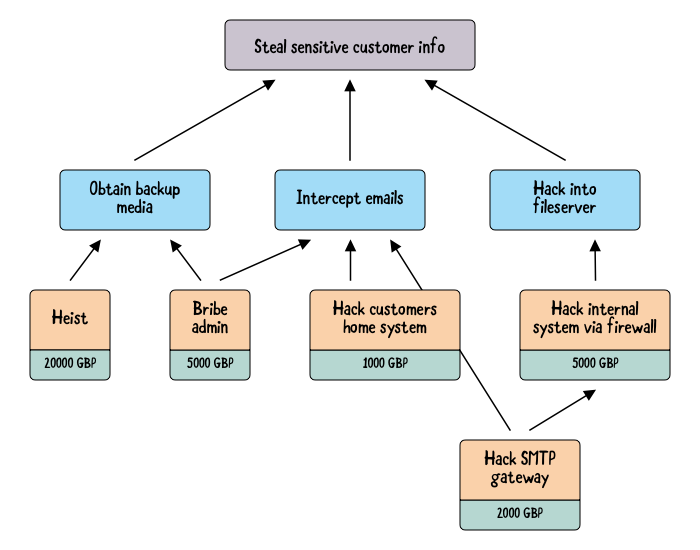 Steal sensitive customer info
Obtain backup
media
Intercept emails
Hack into
fileserver
Heist
20000 GBP
Bribe
admin
5000 GBP
Hack customers
home system
1000 GBP
Hack internal
system via firewall
5000 GBP
Hack SMTP
gateway
2000 GBP